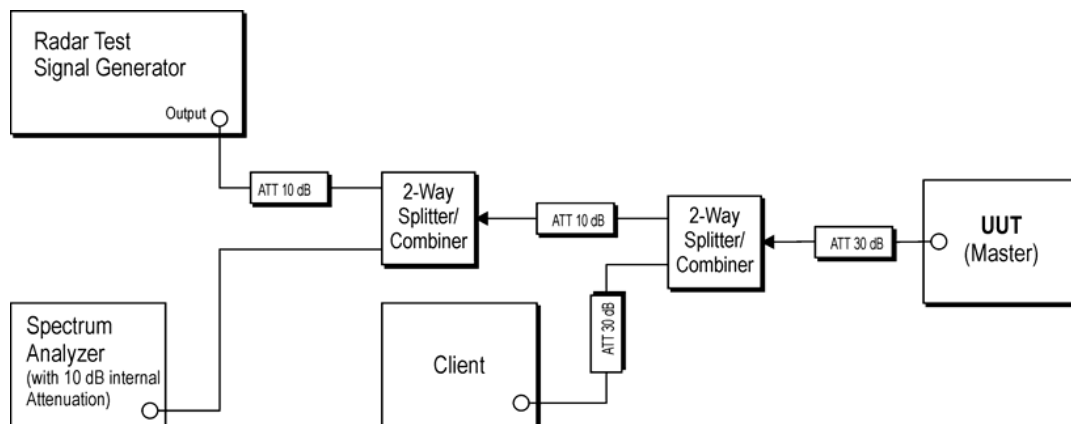 Radar Test
Signal Generator
Output
ATT 10 dB
2-Way
Splitter/
Combiner
ATT 10 dB
2-Way
Splitter/
Combiner
ATT 30 dB
UUT
(Master)
Spectrum
Analyzer
(with 10 dB internal
Attenuation)
Client
ATT 30 dB